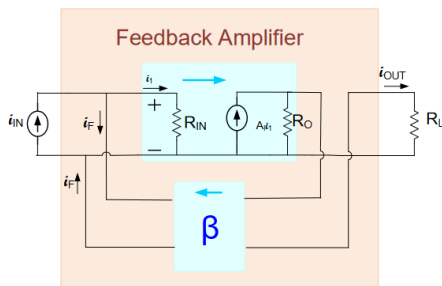 Feedback Amplifier
i₁
iOUT
+
iIN
iF
RIN
Aᵢi₁
RO
RL
−
iF
β